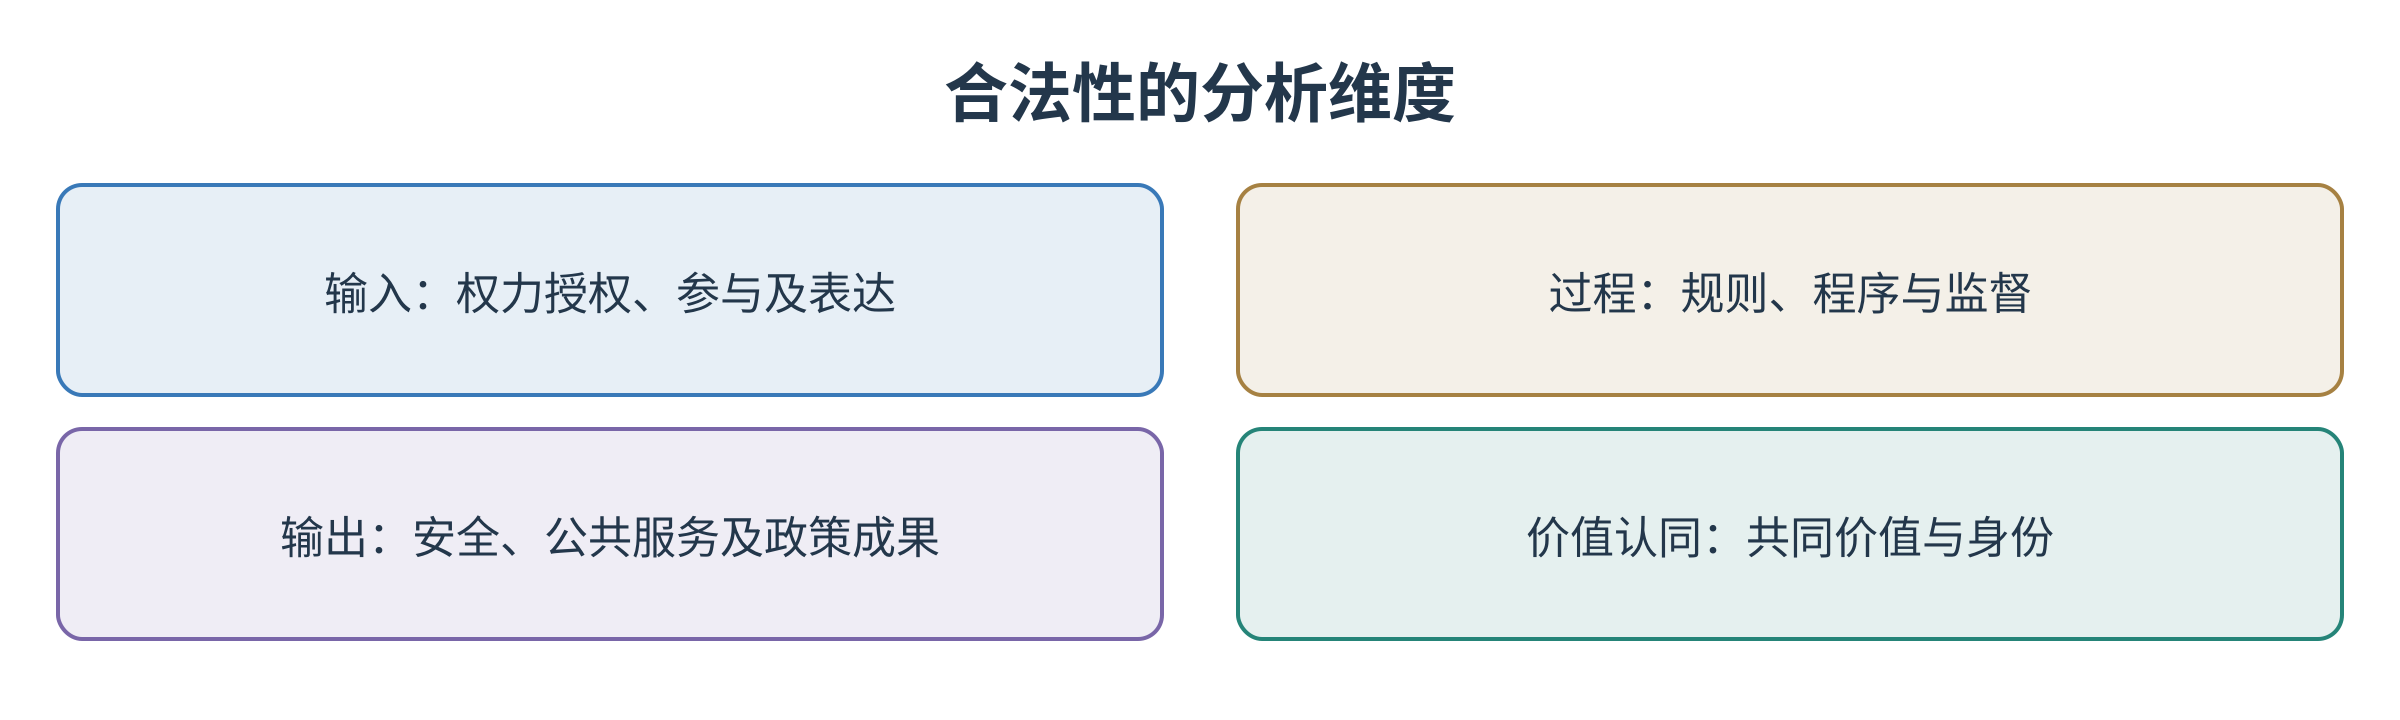 合法性的分析维度
输入：权力授权、参与及表达
过程：规则、程序与监督
输出：安全、公共服务及政策成果
价值认同：共同价值与身份